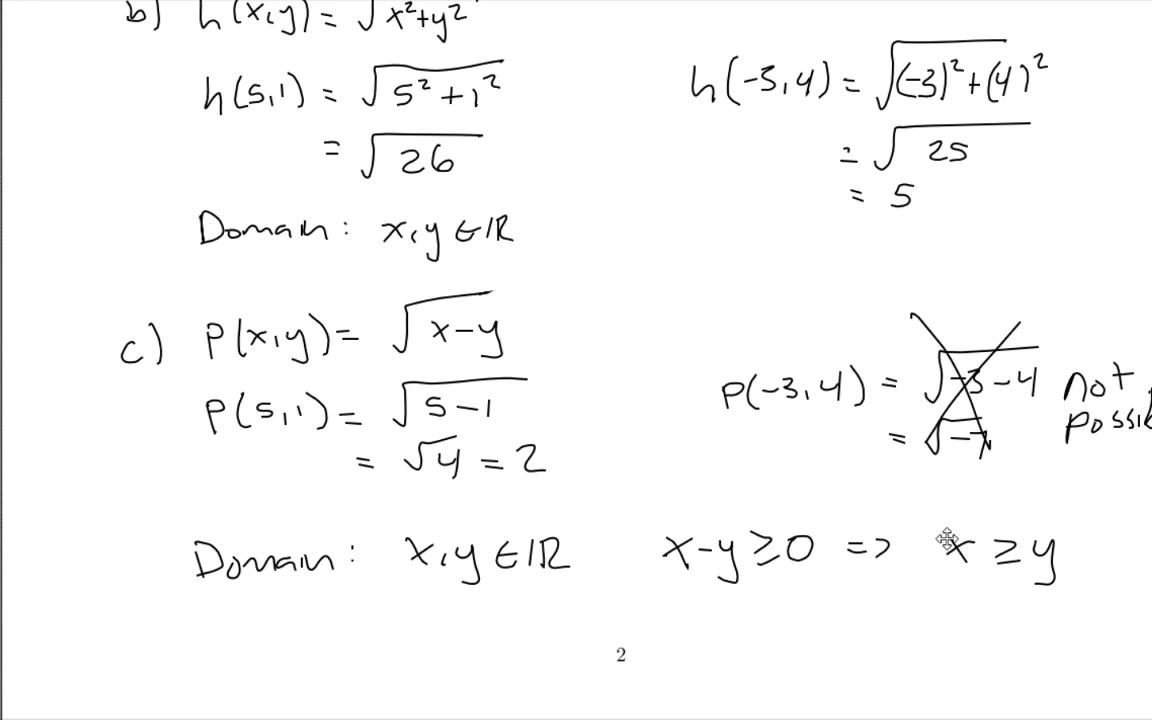 b) h(x,y) = √x²+y²
h(5,1) = √5²+1²
= √26
h(-3,4) = √(-3)²+(4)²
= √25
= 5
Domain: x,y ∈ ℝ
c) P(x,y) = √x-y
P(5,1) = √5-1
= √4 = 2
P(-3,4) = √-3-4 not
= √-7
Domain: x,y ∈ ℝ x-y ≥ 0 => x ≥ y
2